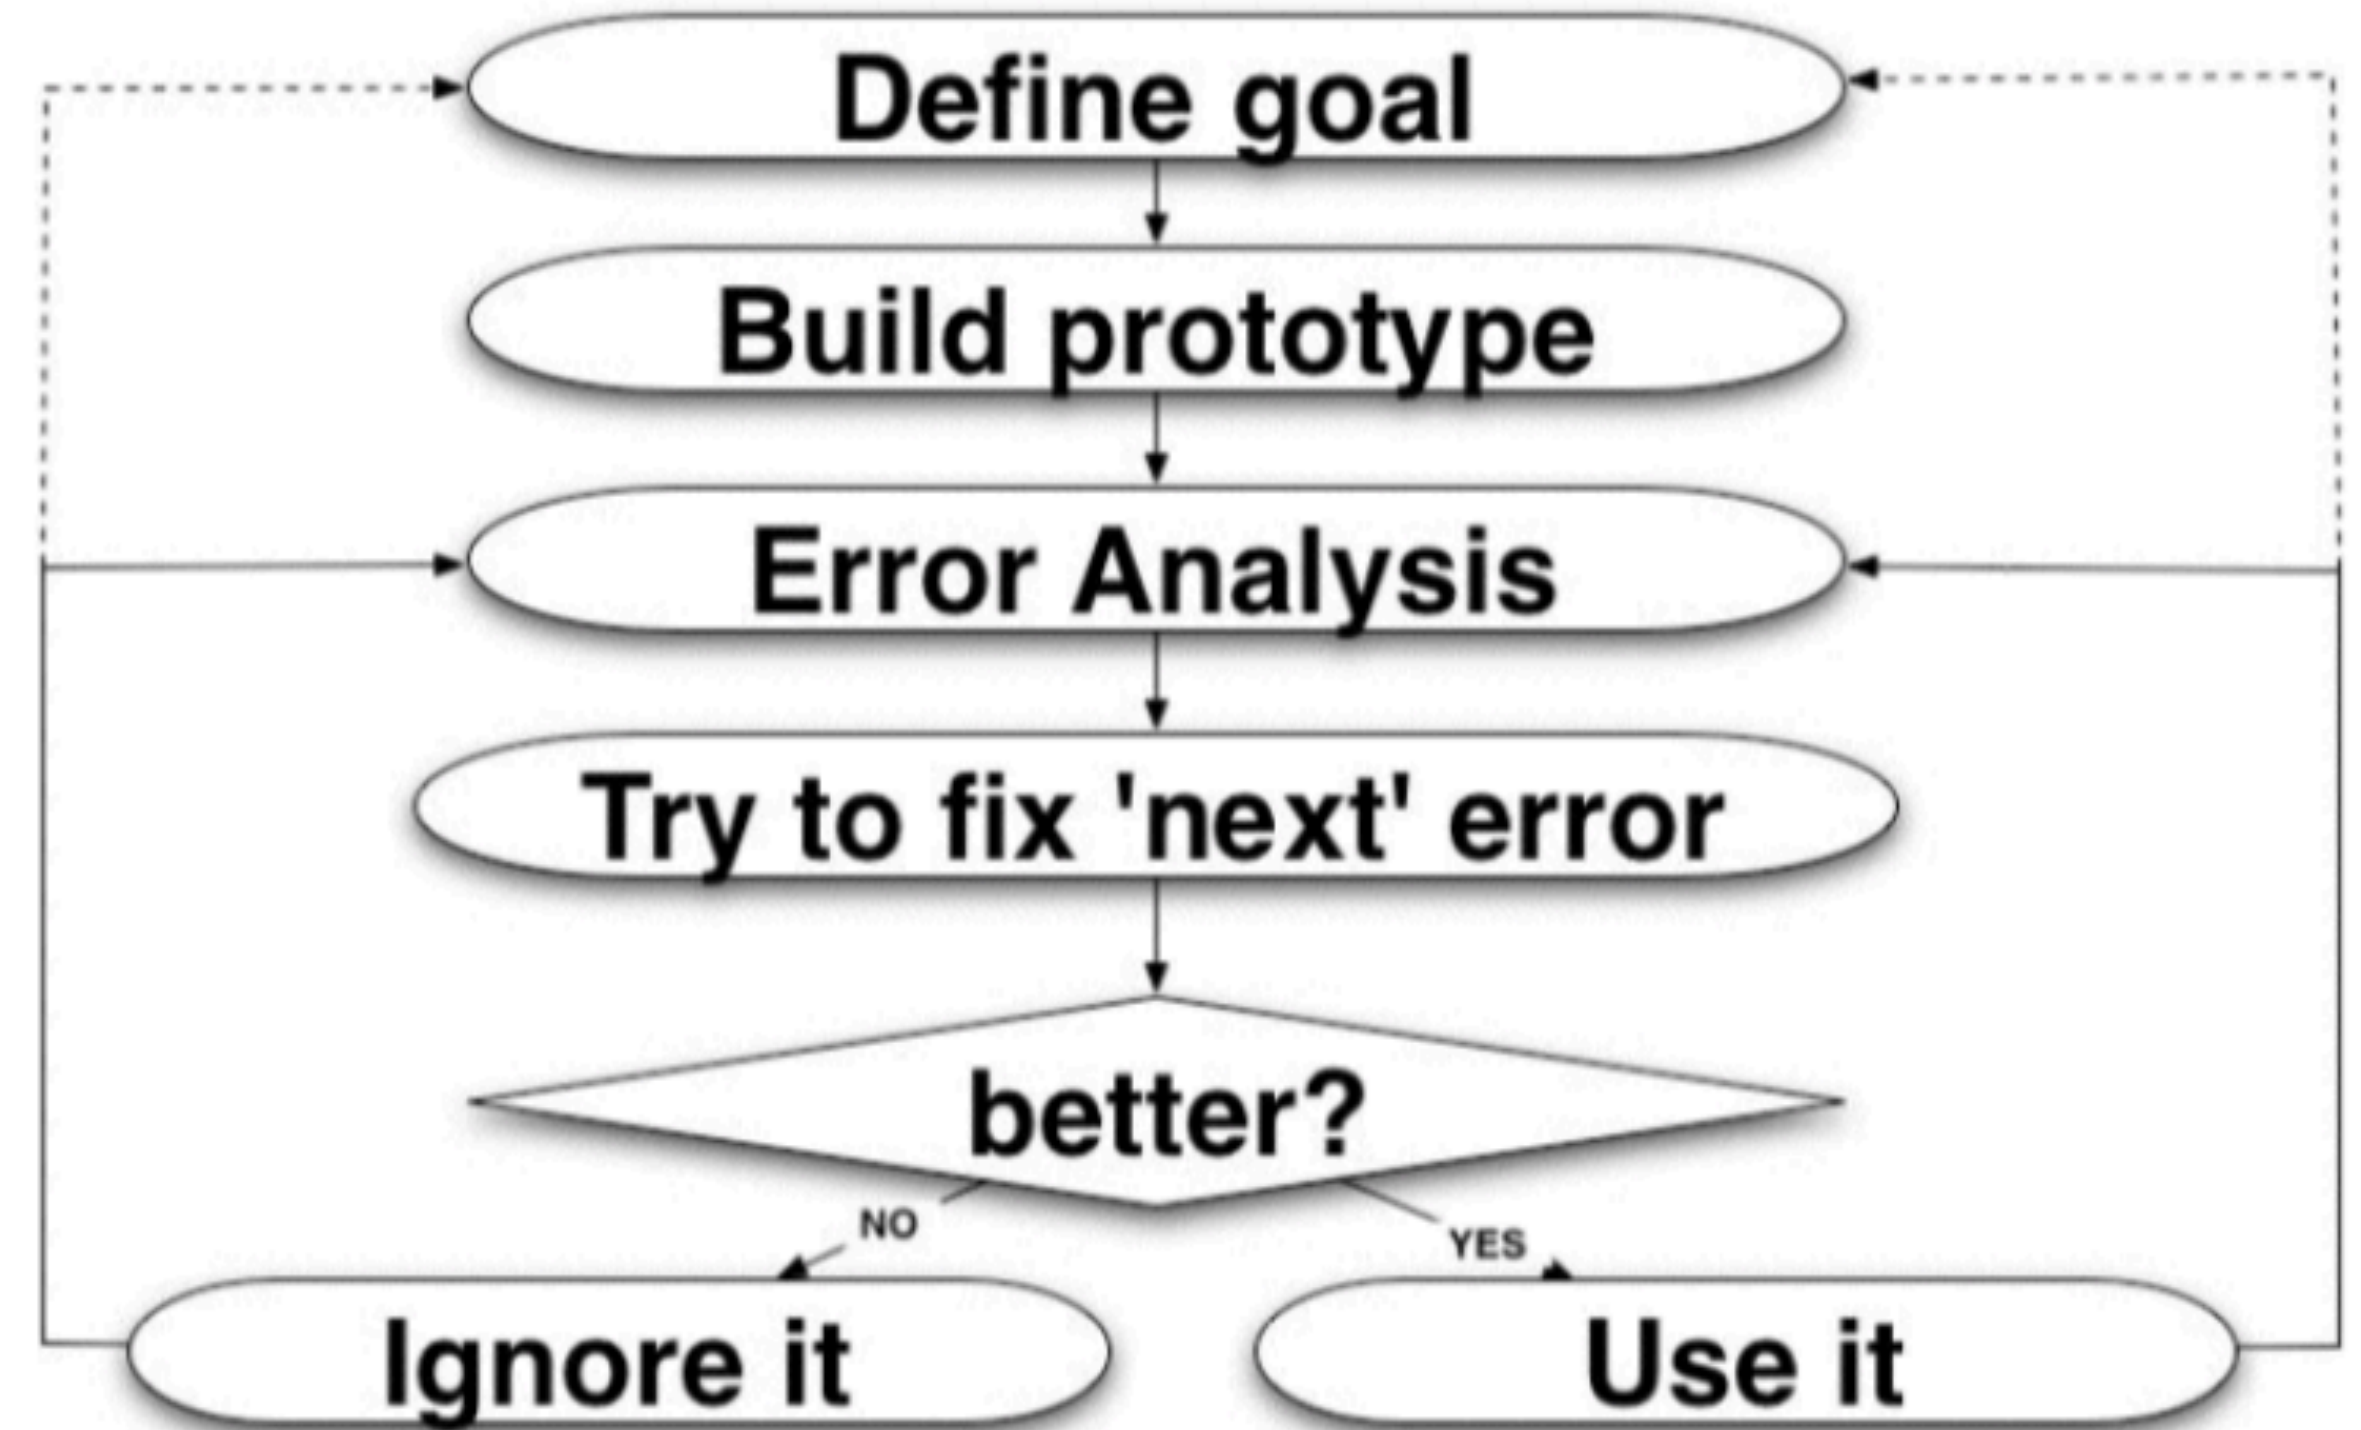 Define goal
Build prototype
Error Analysis
Try to fix 'next' error
better?
NO
YES
Ignore it
Use it